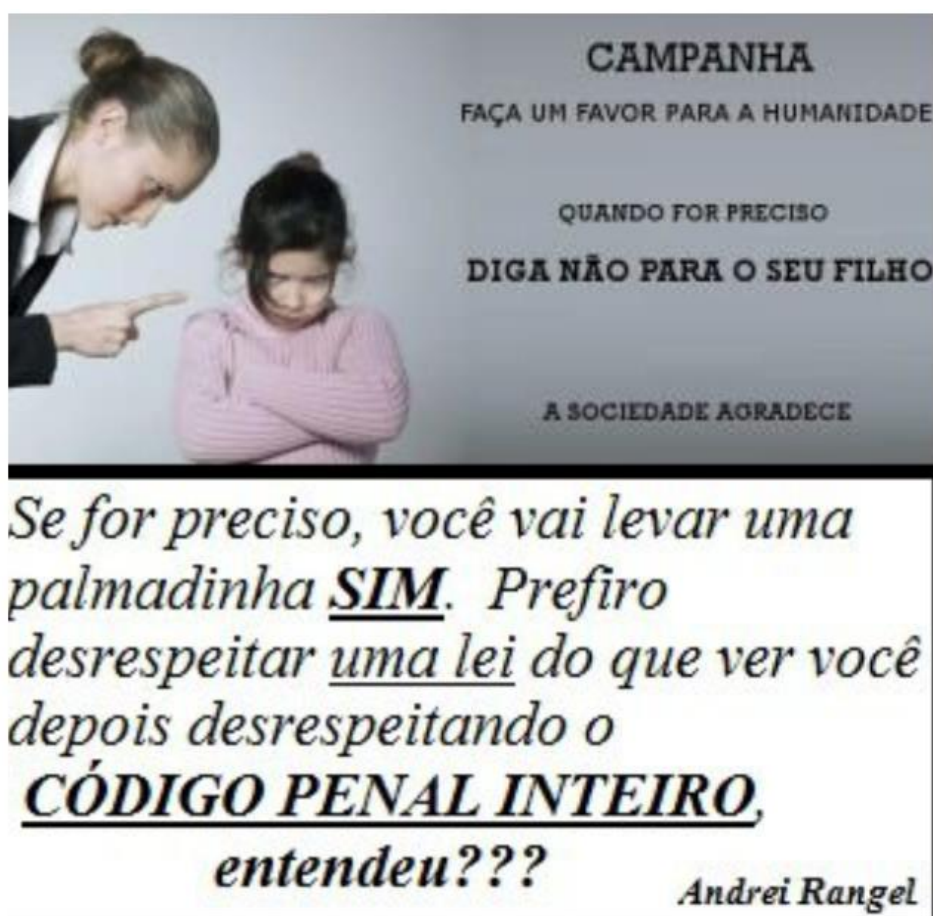 CAMPANHA
FAÇA UM FAVOR PARA A HUMANIDADE
QUANDO FOR PRECISO
DIGA NÃO PARA O SEU FILHO
A SOCIEDADE AGRADECE
Se for preciso, você vai levar uma
palmadinha SIM. Prefiro
desrespeitar uma lei do que ver você
depois desrespeitando o
CÓDIGO PENAL INTEIRO,
entendeu???
Andrei Rangel